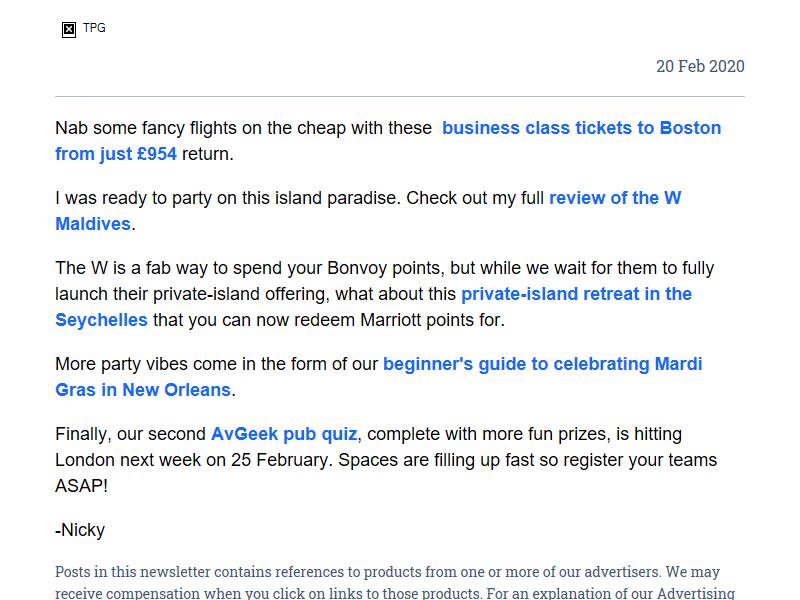 TPG
20 Feb 2020
Nab some fancy flights on the cheap with these business class tickets to Boston
from just £954 return.
I was ready to party on this island paradise. Check out my full review of the W
Maldives.
The W is a fab way to spend your Bonvoy points, but while we wait for them to fully
launch their private-island offering, what about this private-island retreat in the
Seychelles that you can now redeem Marriott points for.
More party vibes come in the form of our beginner's guide to celebrating Mardi
Gras in New Orleans.
Finally, our second AvGeek pub quiz, complete with more fun prizes, is hitting
London next week on 25 February. Spaces are filling up fast so register your teams
ASAP!
-Nicky
Posts in this newsletter contains references to products from one or more of our advertisers. We may
receive compensation when you click on links to those products. For an explanation of our Advertising